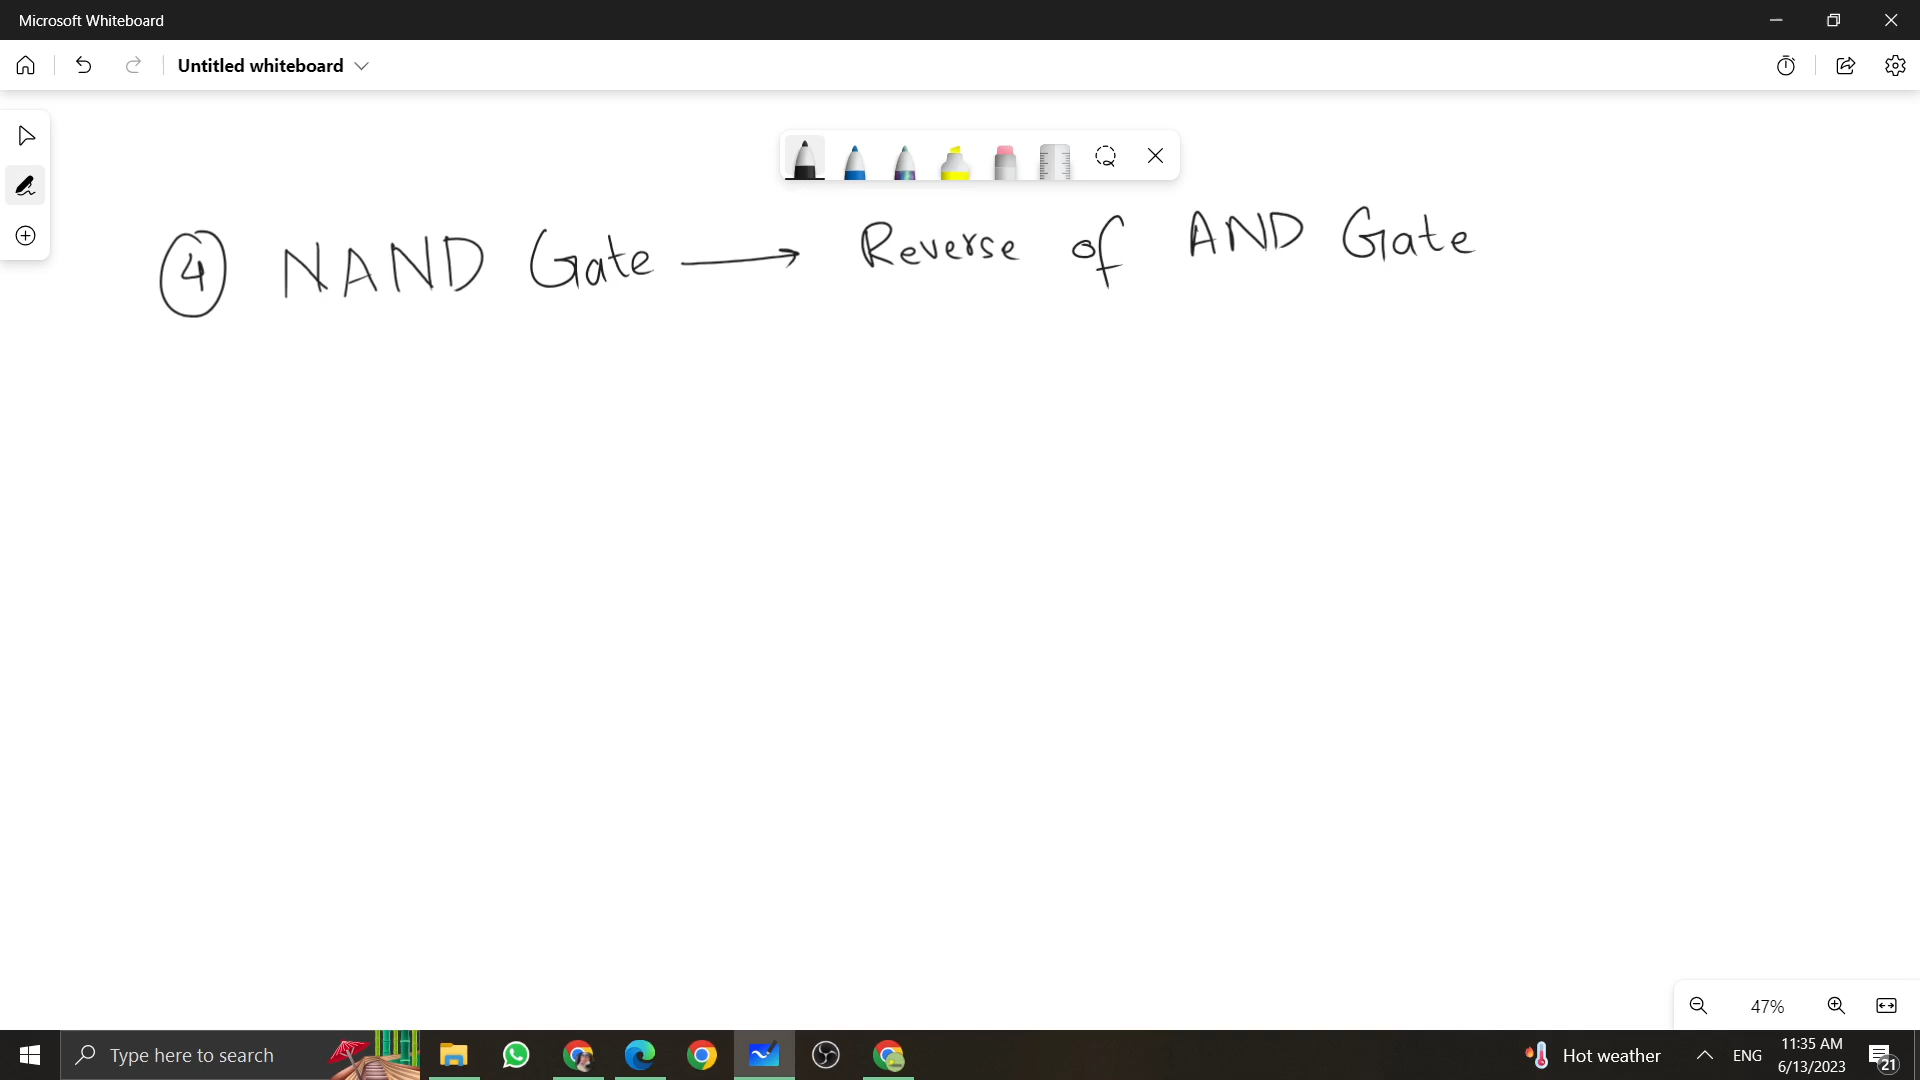 Microsoft Whiteboard
Untitled whiteboard
④ NAND Gate → Reverse of AND Gate
47%
Type here to search
Hot weather
ENG
11:35 AM
6/13/2023
21